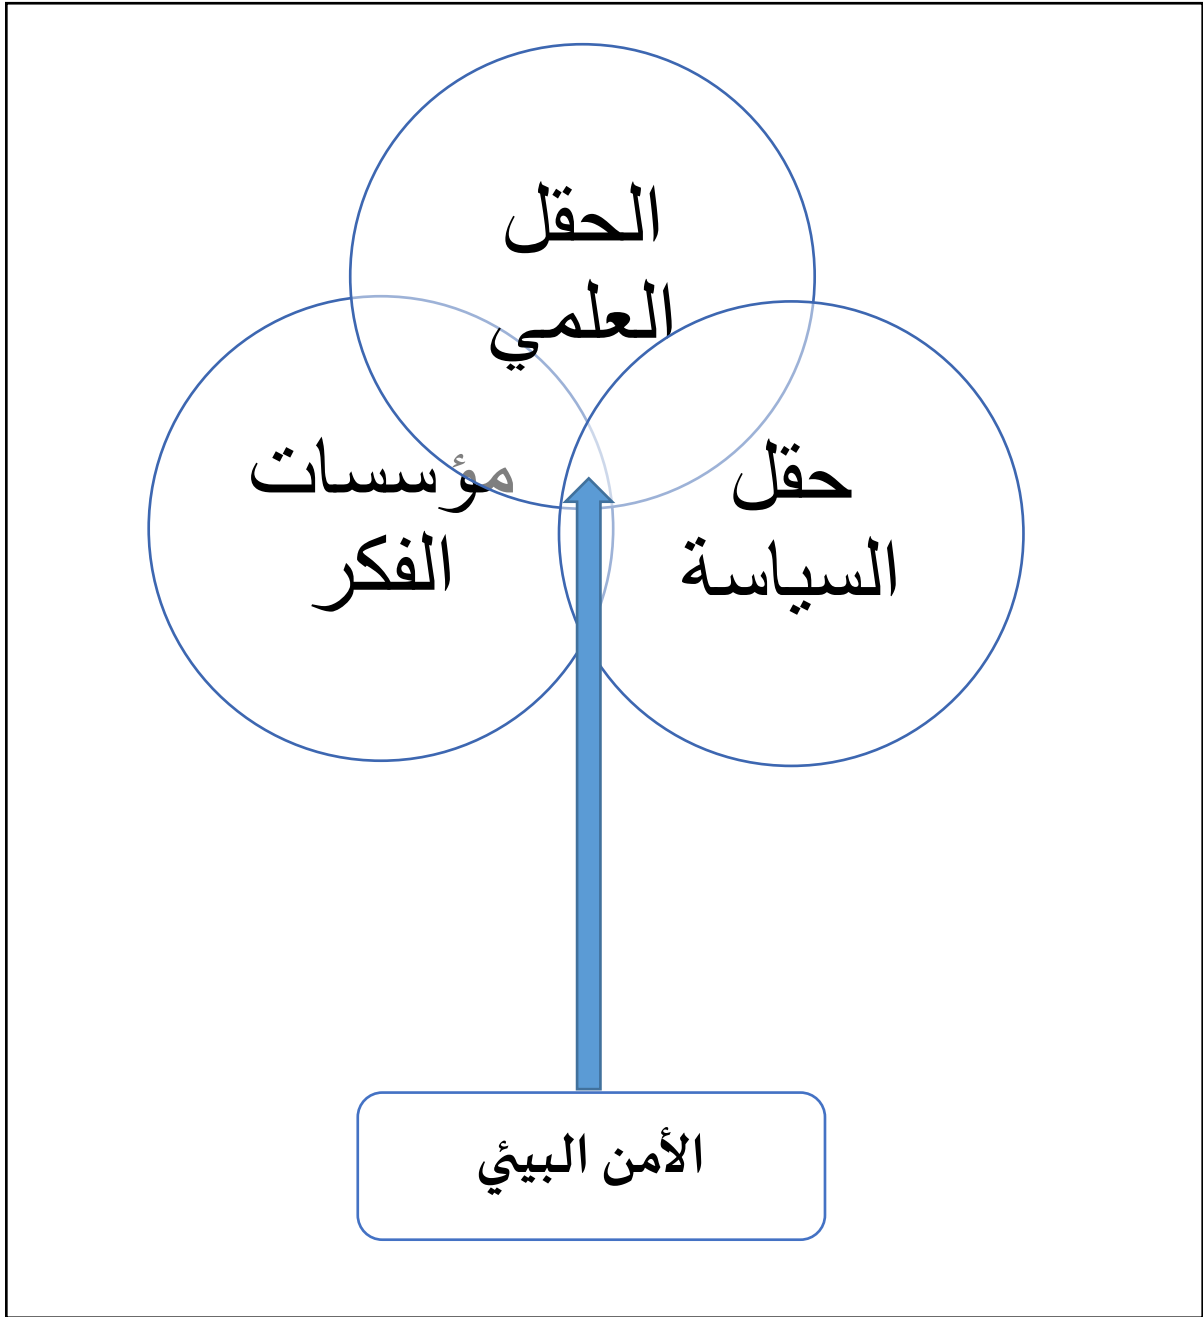 الحقل
العلمي
مؤسسات
الفكر
حقل
السياسة
الأمن البيئي